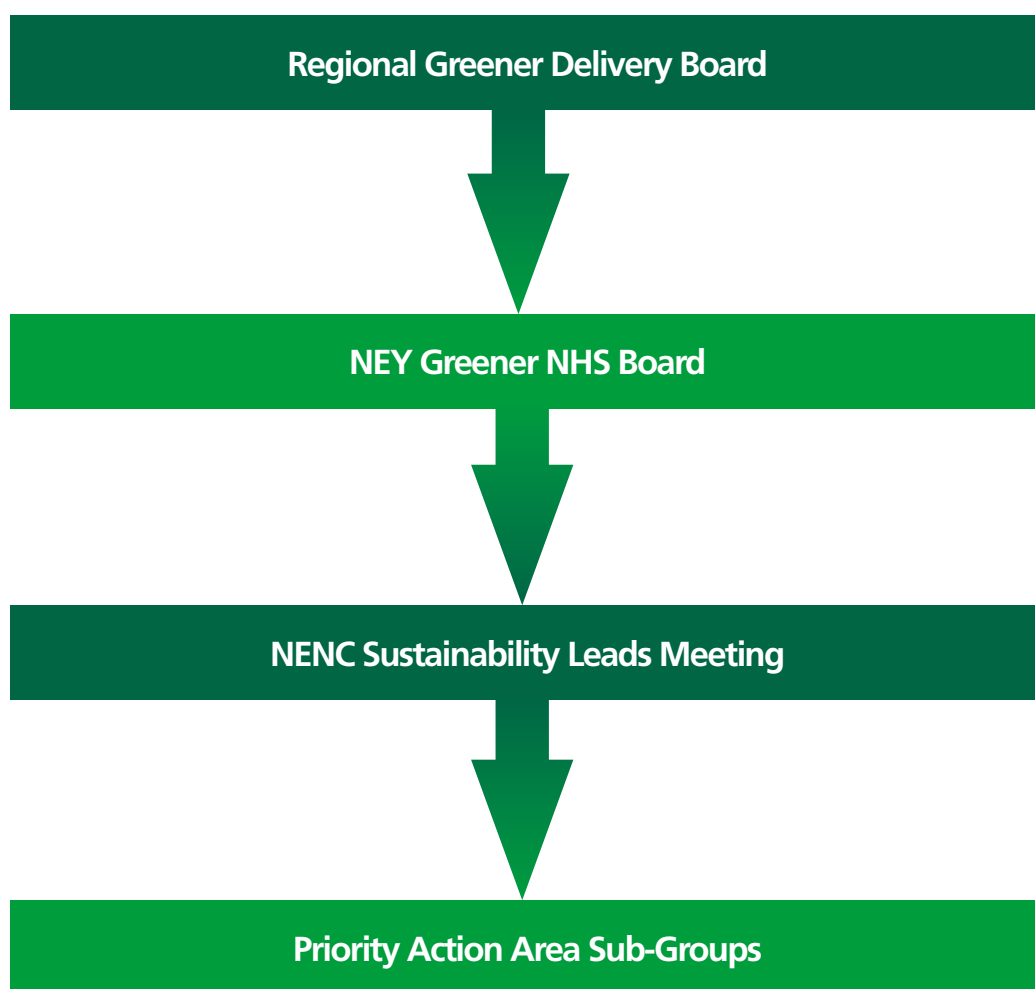 Regional Greener Delivery Board
NEY Greener NHS Board
NENC Sustainability Leads Meeting
Priority Action Area Sub-Groups